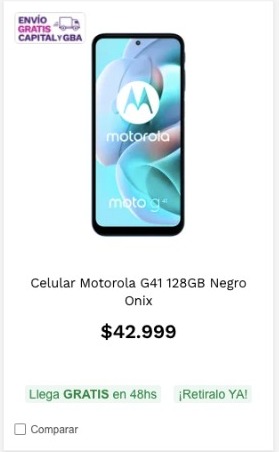 ENVÍO
GRATIS
CAPITAL Y GBA
motorola
moto g⁴¹
Celular Motorola G41 128GB Negro
Onix
$42.999
Llega GRATIS en 48hs
¡Retiralo YA!
Comparar